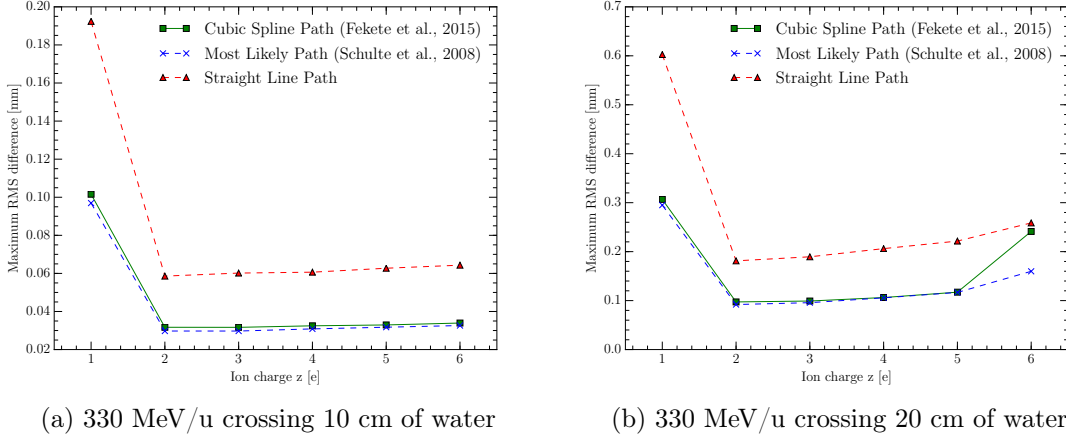 0.20
0.18
0.16
0.14
0.12
0.10
0.08
0.06
0.04
0.02
Maximum RMS difference [mm]
Cubic Spline Path (Fekete et al., 2015)
Most Likely Path (Schulte et al., 2008)
Straight Line Path
1 2 3 4 5 6
Ion charge z [e]
(a) 330 MeV/u crossing 10 cm of water
0.7
0.6
0.5
0.4
0.3
0.2
0.1
0.0
Maximum RMS difference [mm]
Cubic Spline Path (Fekete et al., 2015)
Most Likely Path (Schulte et al., 2008)
Straight Line Path
1 2 3 4 5 6
Ion charge z [e]
(b) 330 MeV/u crossing 20 cm of water